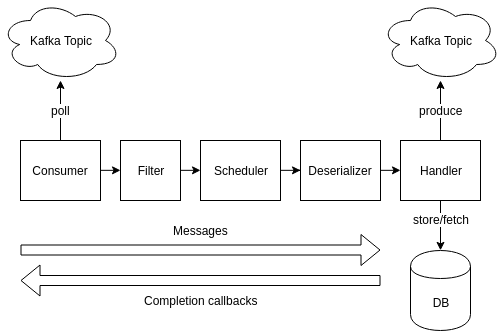 Kafka Topic
Kafka Topic
poll
produce
Consumer
Filter
Scheduler
Deserializer
Handler
store/fetch
Messages
Completion callbacks
DB